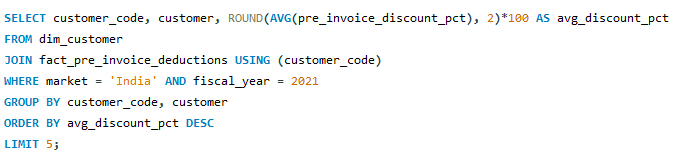 SELECT customer_code, customer, ROUND(AVG(pre_invoice_discount_pct), 2)*100 AS avg_discount_pct
FROM dim_customer
JOIN fact_pre_invoice_deductions USING (customer_code)
WHERE market = 'India' AND fiscal_year = 2021
GROUP BY customer_code, customer
ORDER BY avg_discount_pct DESC
LIMIT 5;